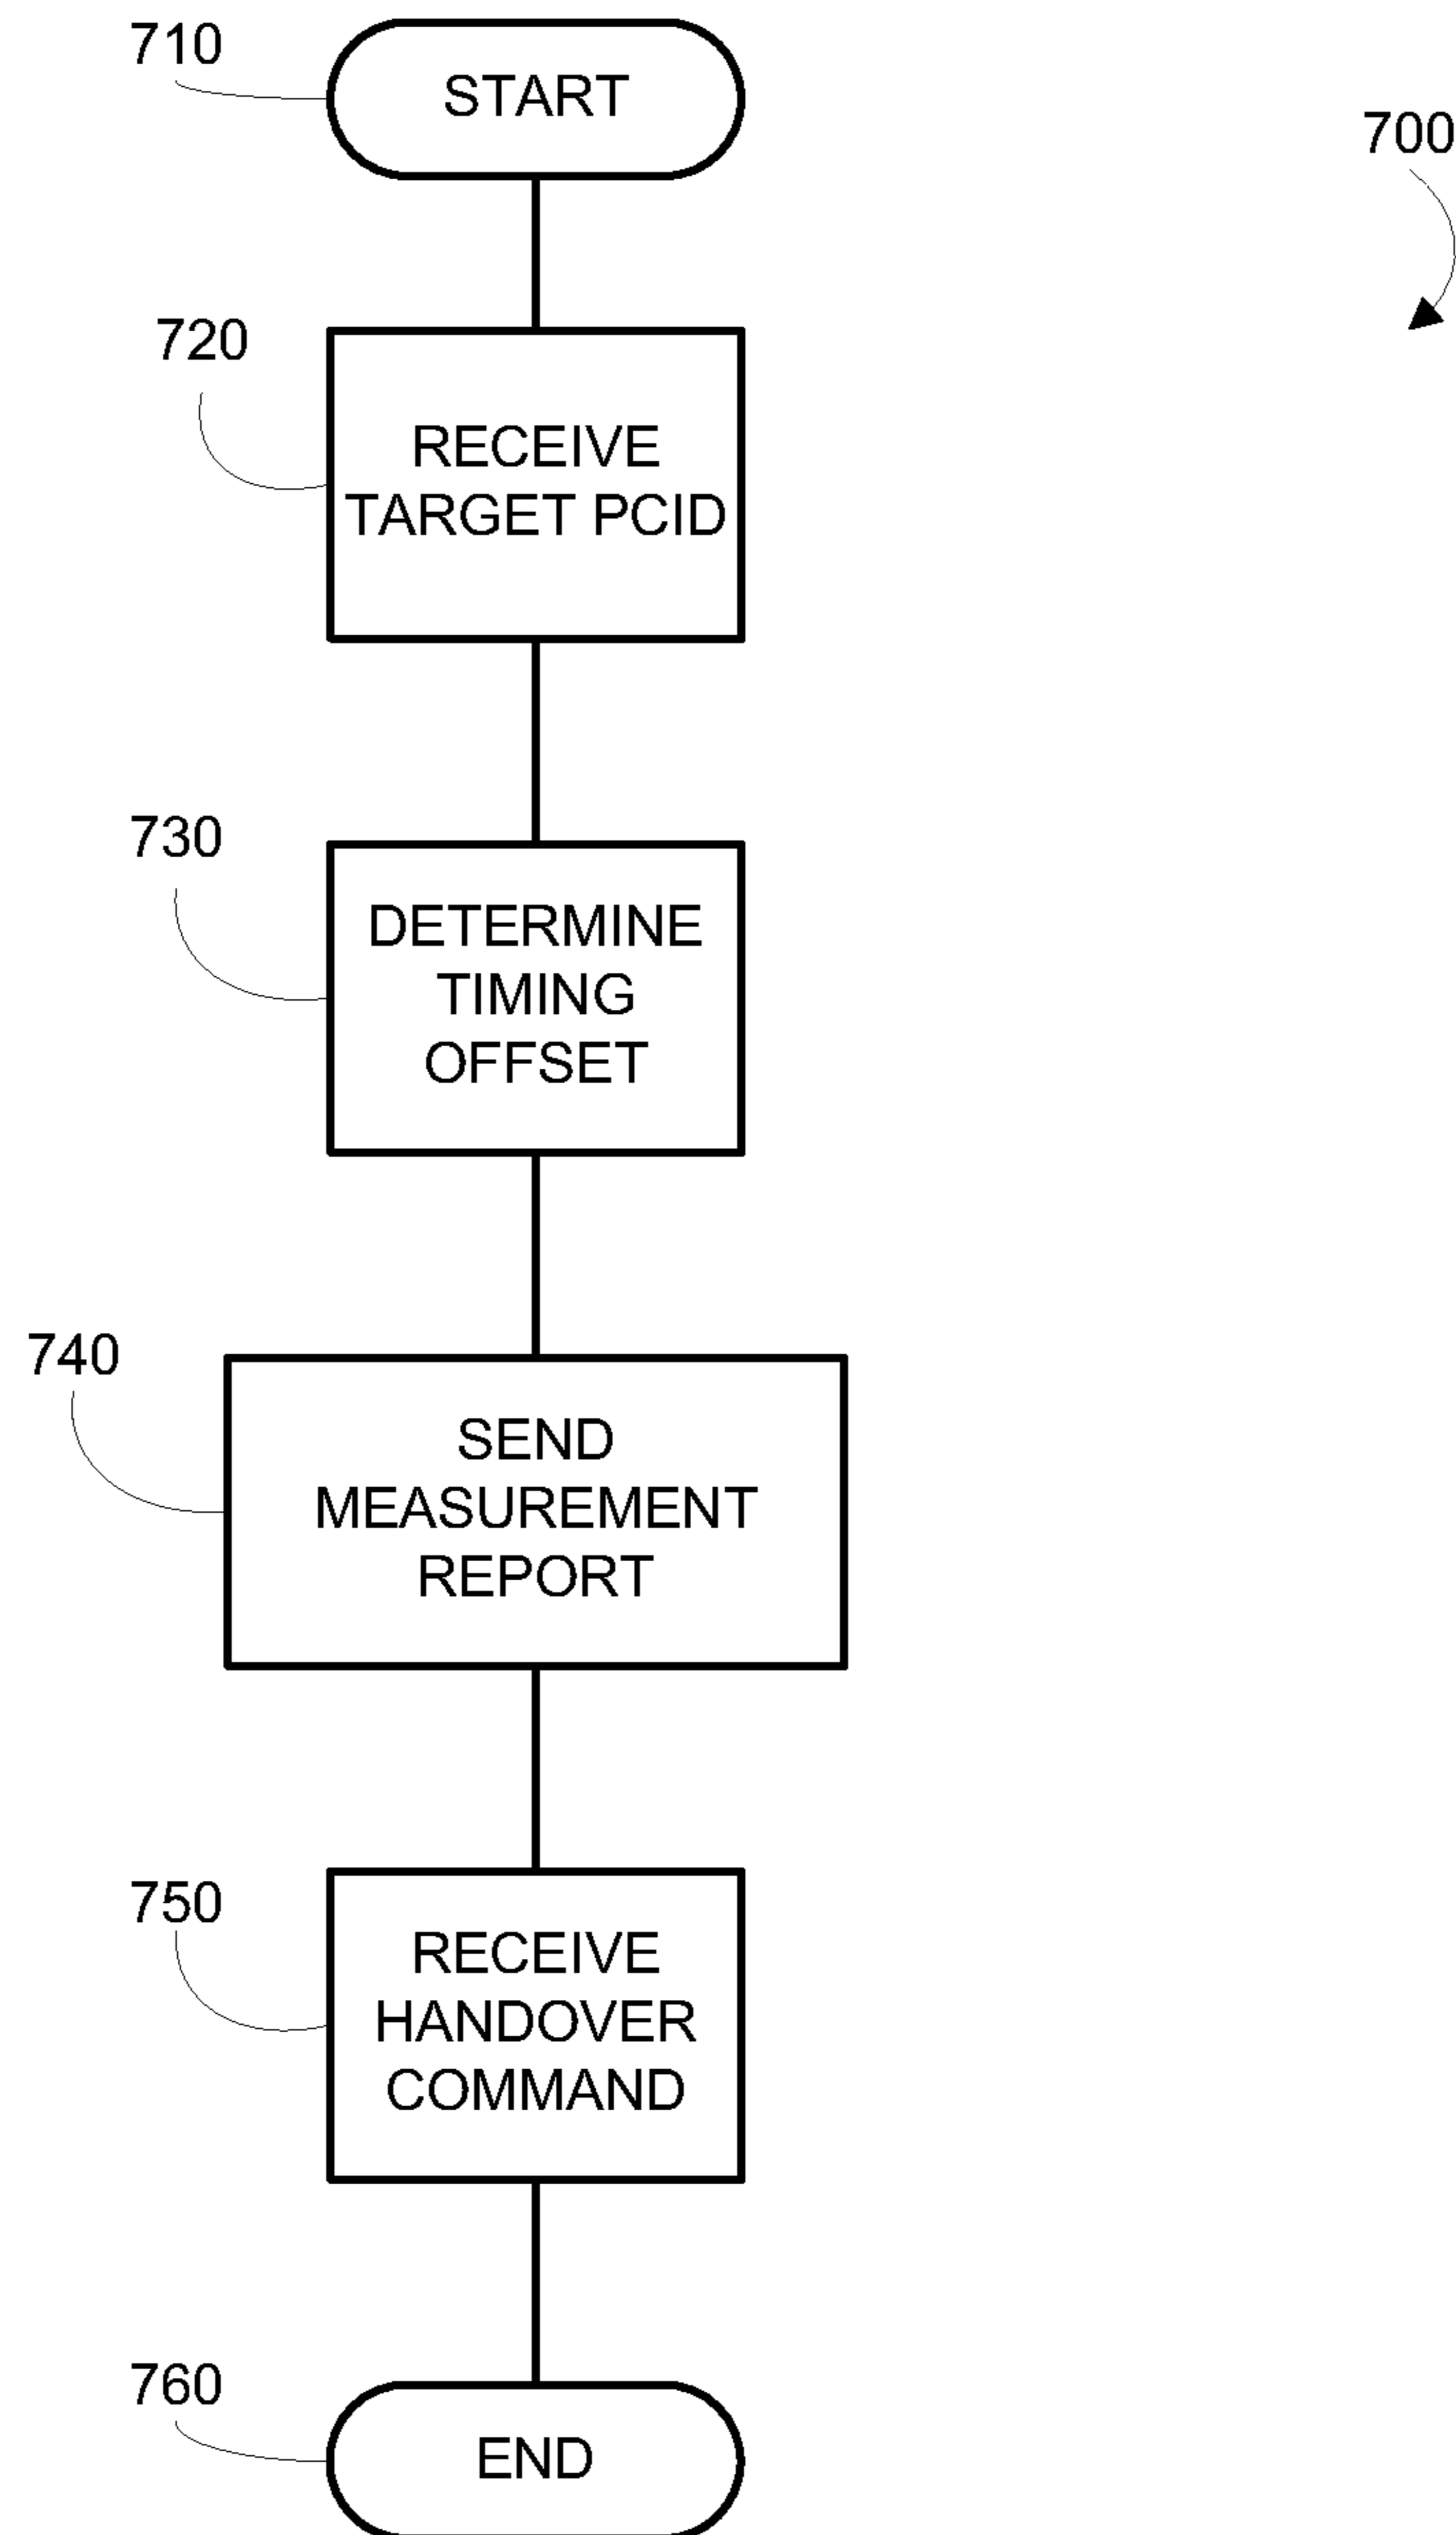 710
START
700
720
RECEIVE
TARGET PCID
730
DETERMINE
TIMING
OFFSET
740
SEND
MEASUREMENT
REPORT
750
RECEIVE
HANDOVER
COMMAND
760
END